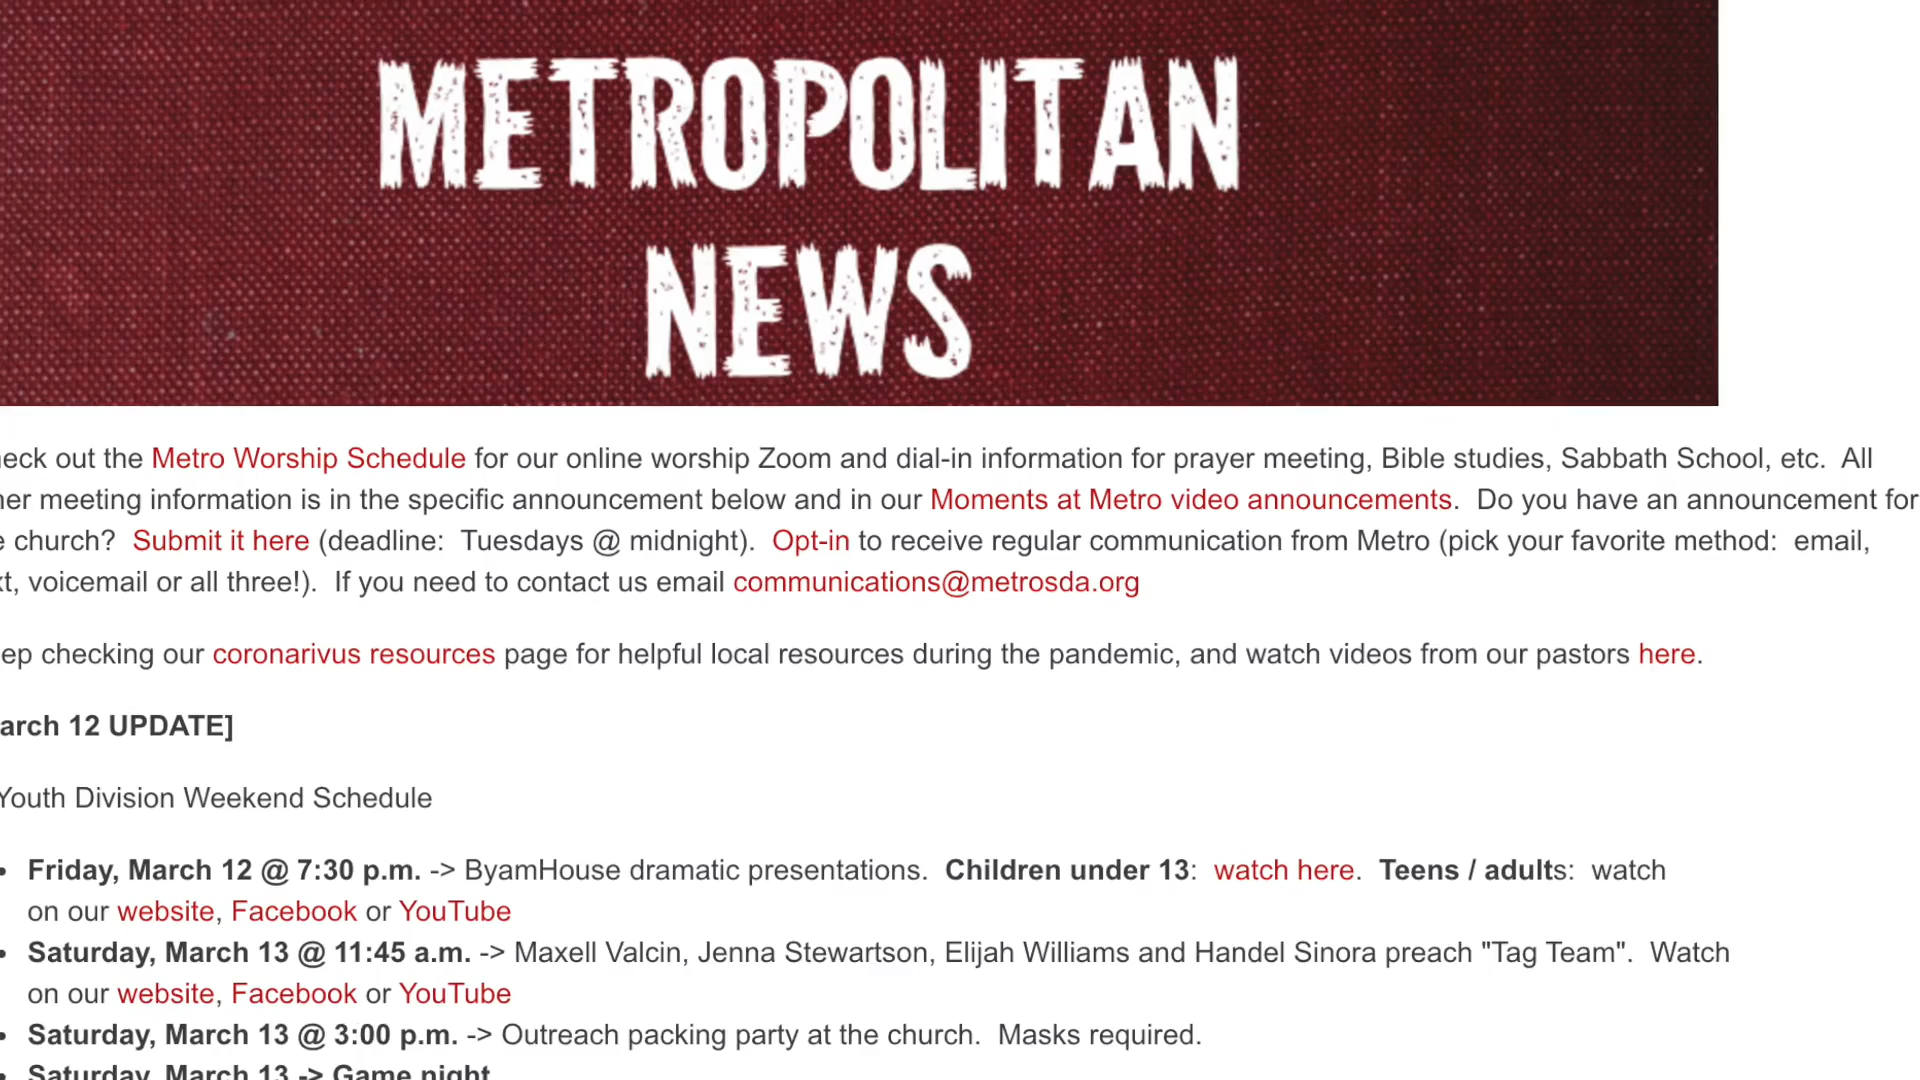 METROPOLITAN
NEWS
eck out the Metro Worship Schedule for our online worship Zoom and dial-in information for prayer meeting, Bible studies, Sabbath School, etc.  All
er meeting information is in the specific announcement below and in our Moments at Metro video announcements.  Do you have an announcement for
e church?  Submit it here (deadline:  Tuesdays @ midnight).  Opt-in to receive regular communication from Metro (pick your favorite method:  email,
t, voicemail or all three!).  If you need to contact us email communications@metrosda.org
ep checking our coronarivus resources page for helpful local resources during the pandemic, and watch videos from our pastors here.
arch 12 UPDATE]
Youth Division Weekend Schedule
• Friday, March 12 @ 7:30 p.m. -> ByamHouse dramatic presentations.  Children under 13:  watch here.  Teens / adults:  watch
on our website, Facebook or YouTube
• Saturday, March 13 @ 11:45 a.m. -> Maxell Valcin, Jenna Stewartson, Elijah Williams and Handel Sinora preach "Tag Team".  Watch
on our website, Facebook or YouTube
• Saturday, March 13 @ 3:00 p.m. -> Outreach packing party at the church.  Masks required.
• Saturday, March 13 -> Game night